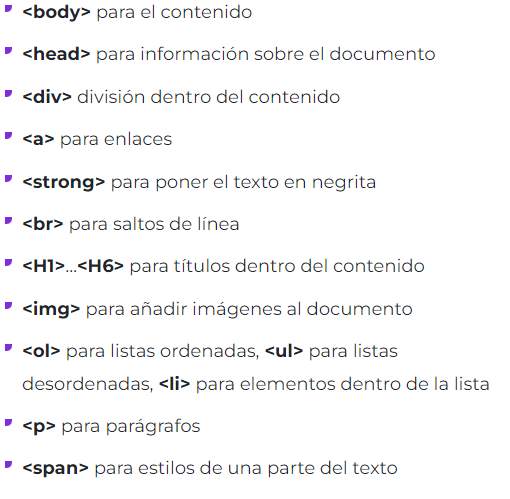 <body> para el contenido
<head> para información sobre el documento
<div> división dentro del contenido
<a> para enlaces
<strong> para poner el texto en negrita
<br> para saltos de línea
<H1>...<H6> para títulos dentro del contenido
<img> para añadir imágenes al documento
<ol> para listas ordenadas, <ul> para listas
desordenadas, <li> para elementos dentro de la lista
<p> para parágrafos
<span> para estilos de una parte del texto